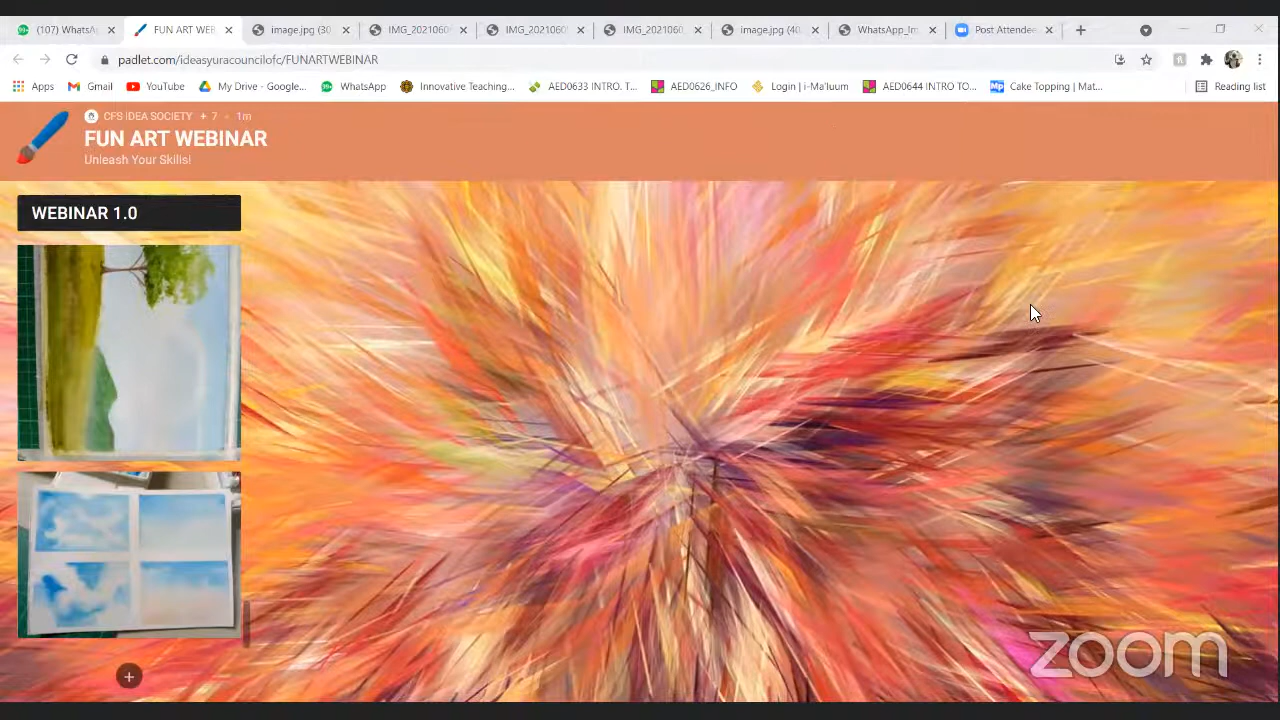 (107) WhatsA
FUN ART WEB
image.jpg (30
IMG_2021060
IMG_2021060
IMG_2021060
image.jpg (40
WhatsApp_Im
Post Attendee
padlet.com/ideasyuracouncilofc/FUNARTWEBINAR
Apps
Gmail
YouTube
My Drive - Google...
WhatsApp
Innovative Teaching...
AED0633 INTRO. T...
AED0626_INFO
Login | i-Ma'luum
AED0644 INTRO TO...
Cake Topping | Mat...
Reading list
CFS IDEA SOCIETY + 7 • 1m
FUN ART WEBINAR
Unleash Your Skills!
WEBINAR 1.0
zoom